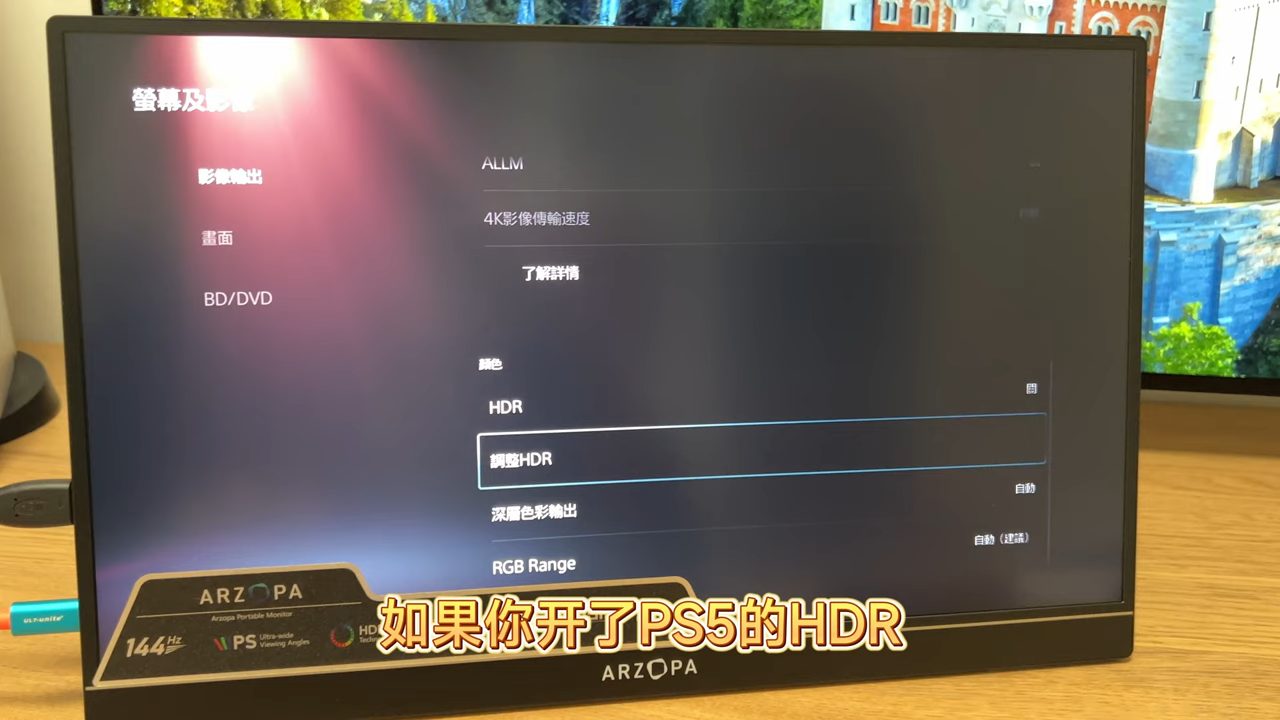 螢幕及影像
影像輸出
畫面
BD/DVD
ALLM
4K影像傳輸速度
了解詳情
顏色
HDR
調整HDR
深層色彩輸出
自動
RGB Range
自動（建議）
ARZOPA
Arzopa Portable Monitor
144Hz
PS
Ultra-wide
Viewing Angles
如果你开了PS5的HDR
ARZOPA
ULT-unite